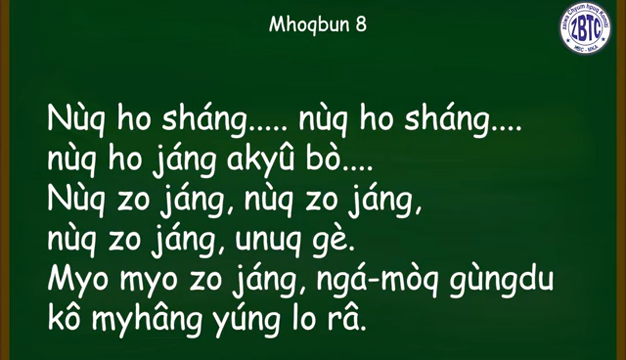 Mhoqbun 8
ZBTC
Nùq ho sháng..... nùq ho sháng....
nùq ho jáng akyû bò....
Nùq zo jáng, nùq zo jáng,
nùq zo jáng, unuq gè.
Myo myo zo jáng, ngá-mòq gùngdu
kô myhâng yúng lo râ.